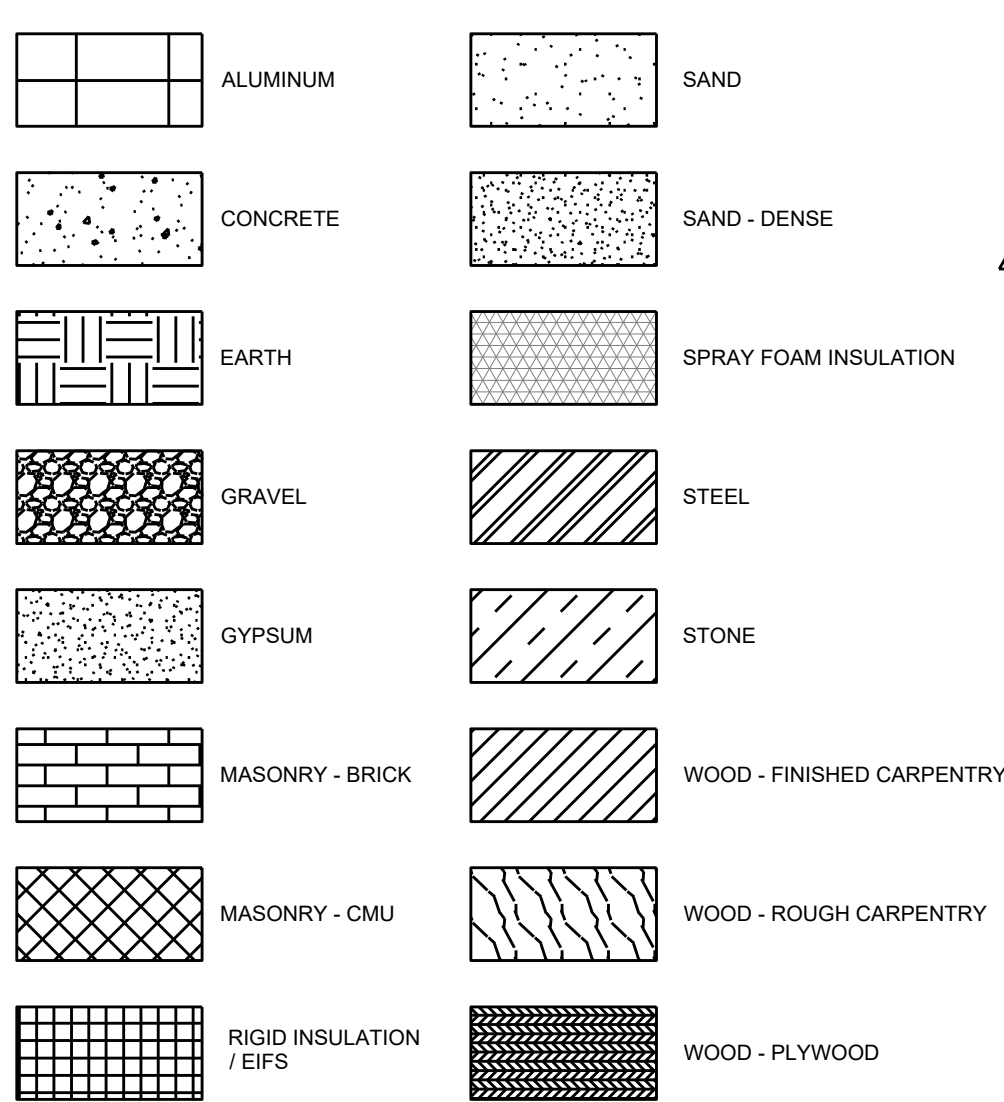 ALUMINUM
CONCRETE
EARTH
GRAVEL
GYPSUM
MASONRY - BRICK
MASONRY - CMU
RIGID INSULATION
/ EIFS
SAND
SAND - DENSE
SPRAY FOAM INSULATION
STEEL
STONE
WOOD - FINISHED CARPENTRY
WOOD - ROUGH CARPENTRY
WOOD - PLYWOOD